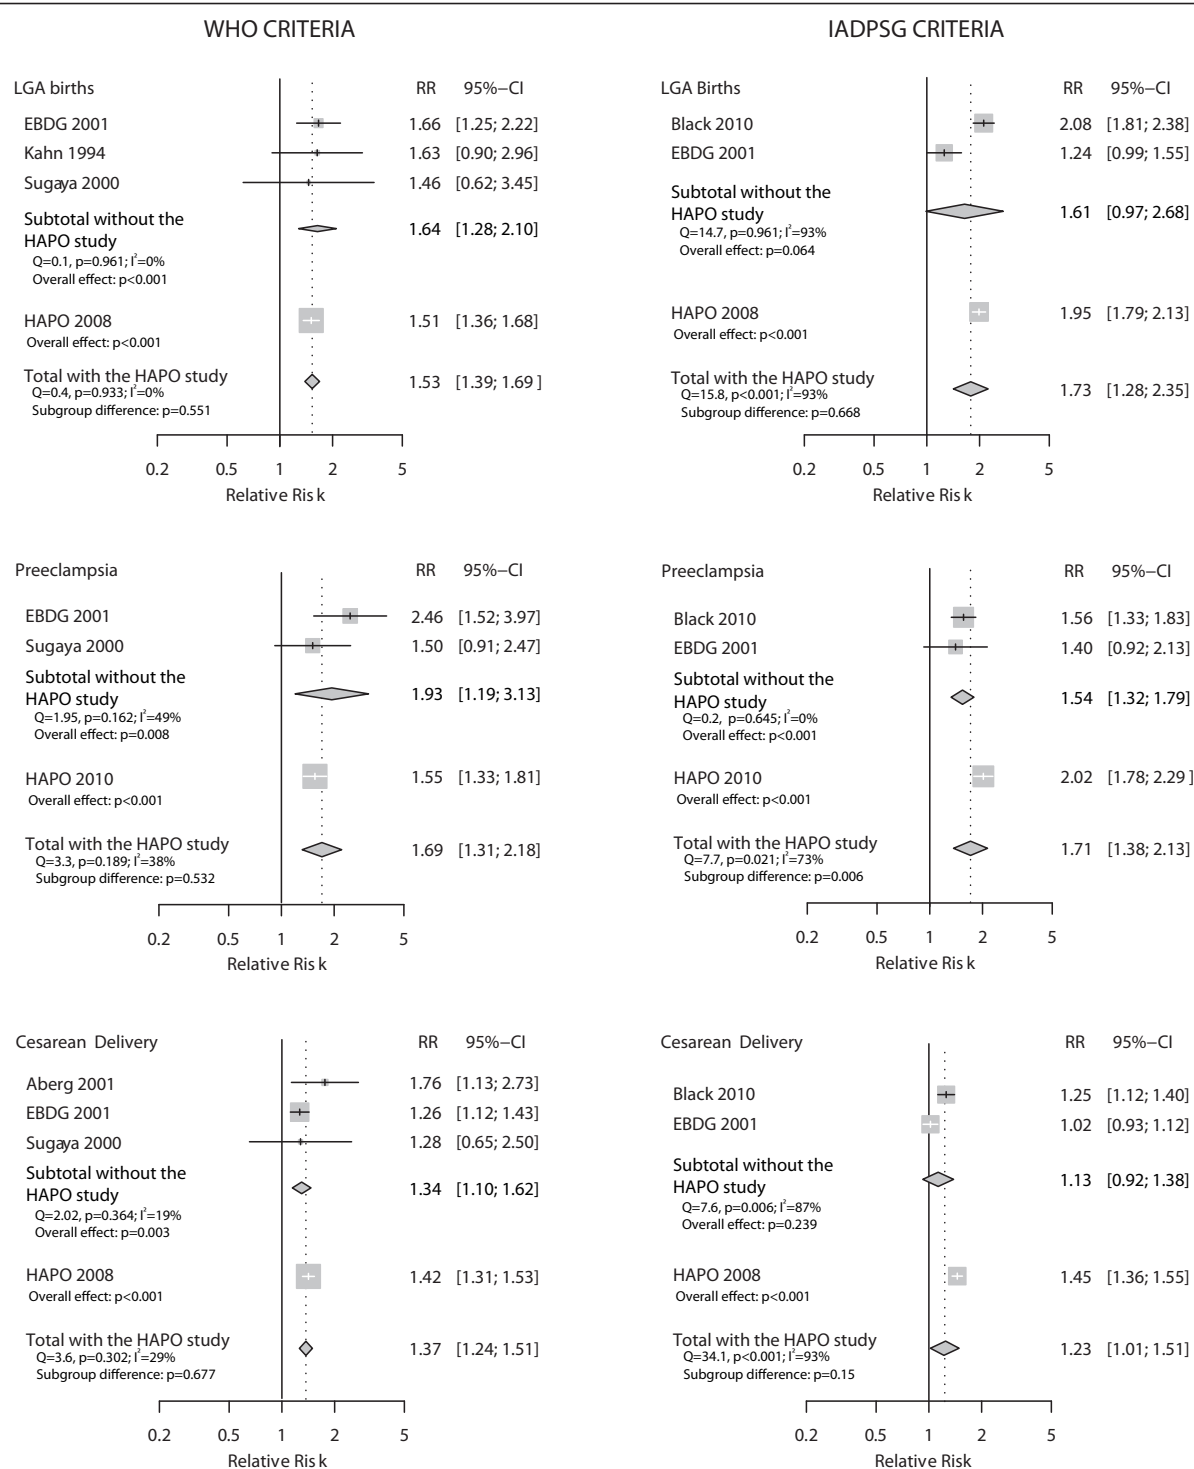 WHO CRITERIA
LGA births RR 95%–CI
EBDG 2001 1.66 [1.25; 2.22]
Kahn 1994 1.63 [0.90; 2.96]
Sugaya 2000 1.46 [0.62; 3.45]
Subtotal without the
HAPO study 1.64 [1.28; 2.10]
Q=0.1, p=0.961; I²=0%
Overall effect: p<0.001
HAPO 2008 1.51 [1.36; 1.68]
Overall effect: p<0.001
Total with the HAPO study 1.53 [1.39; 1.69 ]
Q=0.4, p=0.933; I²=0%
Subgroup difference: p=0.551
0.2 0.5 1 2 5
Relative Ris k
IADPSG CRITERIA
LGA Births RR 95%–CI
Black 2010 2.08 [1.81; 2.38]
EBDG 2001 1.24 [0.99; 1.55]
Subtotal without the
HAPO study 1.61 [0.97; 2.68]
Q=14.7, p=0.961; I²=93%
Overall effect: p=0.064
HAPO 2008 1.95 [1.79; 2.13]
Overall effect: p<0.001
Total with the HAPO study 1.73 [1.28; 2.35]
Q=15.8, p<0.001; I²=93%
Subgroup difference: p=0.668
0.2 0.5 1 2 5
Relative Risk
Preeclampsia RR 95%–CI
EBDG 2001 2.46 [1.52; 3.97]
Sugaya 2000 1.50 [0.91; 2.47]
Subtotal without the
HAPO study 1.93 [1.19; 3.13]
Q=1.95, p=0.162; I²=49%
Overall effect: p=0.008
HAPO 2010 1.55 [1.33; 1.81]
Overall effect: p<0.001
Total with the HAPO study 1.69 [1.31; 2.18]
Q=3.3, p=0.189; I²=38%
Subgroup difference: p=0.532
0.2 0.5 1 2 5
Relative Ris k
Preeclampsia RR 95%–CI
Black 2010 1.56 [1.33; 1.83]
EBDG 2001 1.40 [0.92; 2.13]
Subtotal without the
HAPO study 1.54 [1.32; 1.79]
Q=0.2, p=0.645; I²=0%
Overall effect: p<0.001
HAPO 2010 2.02 [1.78; 2.29 ]
Overall effect: p<0.001
Total with the HAPO study 1.71 [1.38; 2.13]
Q=7.7, p=0.021; I²=73%
Subgroup difference: p=0.006
0.2 0.5 1 2 5
Relative Ris k
Cesarean Delivery RR 95%–CI
Aberg 2001 1.76 [1.13; 2.73]
EBDG 2001 1.26 [1.12; 1.43]
Sugaya 2000 1.28 [0.65; 2.50]
Subtotal without the
HAPO study 1.34 [1.10; 1.62]
Q=2.02, p=0.364; I²=19%
Overall effect: p=0.003
HAPO 2008 1.42 [1.31; 1.53]
Overall effect: p<0.001
Total with the HAPO study 1.37 [1.24; 1.51]
Q=3.6, p=0.302; I²=29%
Subgroup difference: p=0.677
0.2 0.5 1 2 5
Relative Ris k
Cesarean Delivery RR 95%–CI
Black 2010 1.25 [1.12; 1.40]
EBDG 2001 1.02 [0.93; 1.12]
Subtotal without the
HAPO study 1.13 [0.92; 1.38]
Q=7.6, p=0.006; I²=87%
Overall effect: p=0.239
HAPO 2008 1.45 [1.36; 1.55]
Overall effect: p<0.001
Total with the HAPO study 1.23 [1.01; 1.51]
Q=34.1, p<0.001; I²=93%
Subgroup difference: p=0.15
0.2 0.5 1 2 5
Relative Risk